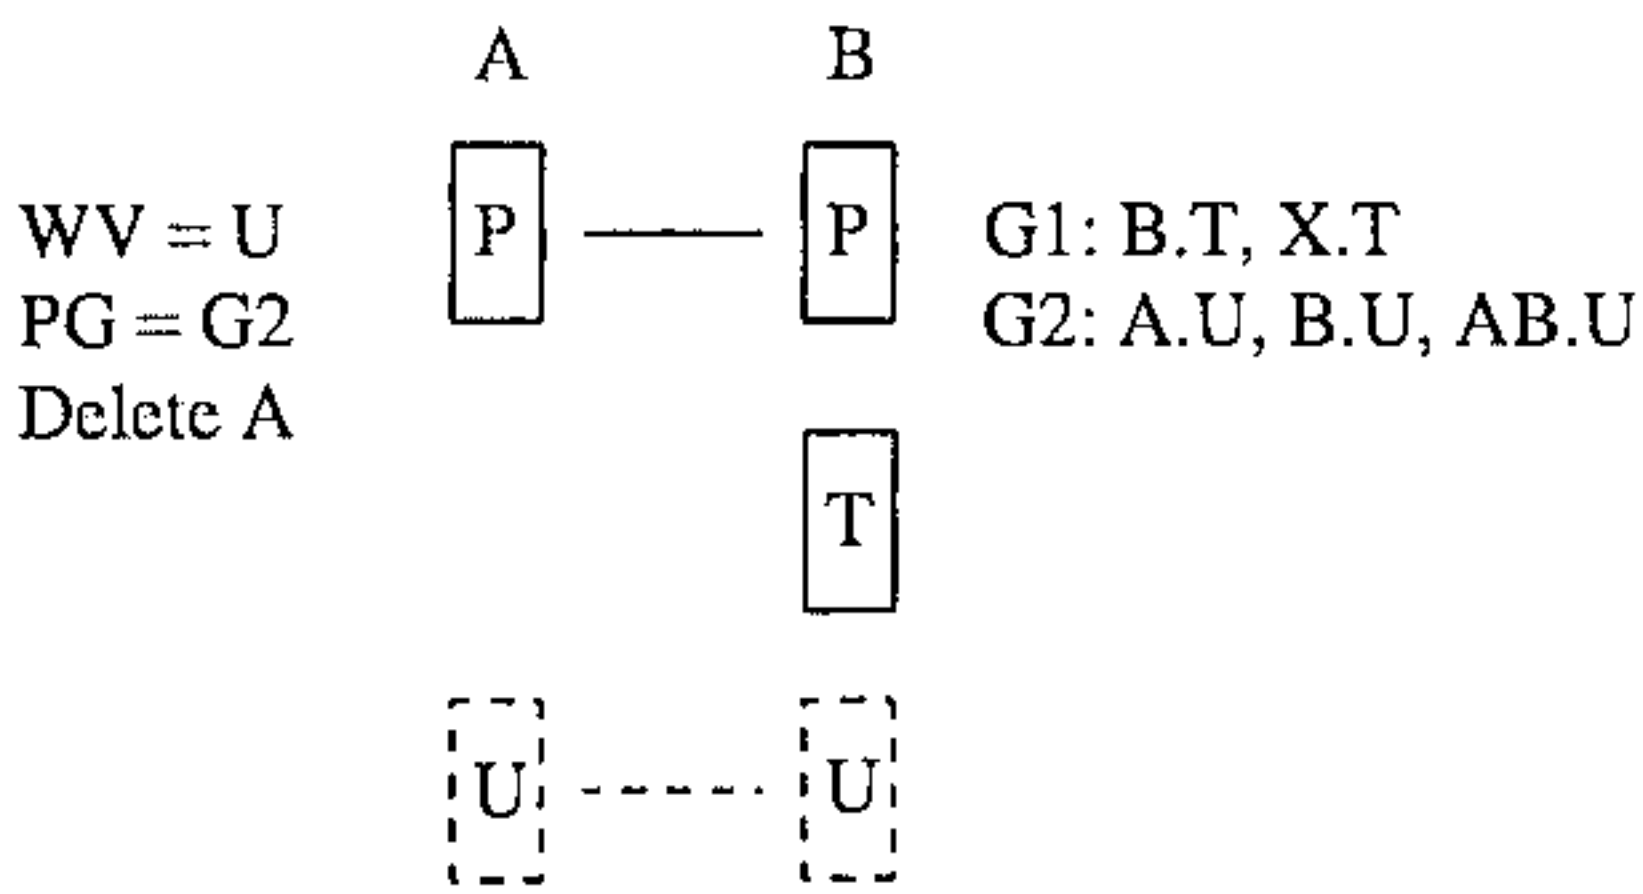 A B
WV = U
PG = G2
Delete A
P P
G1: B.T, X.T
G2: A.U, B.U, AB.U
T
U U